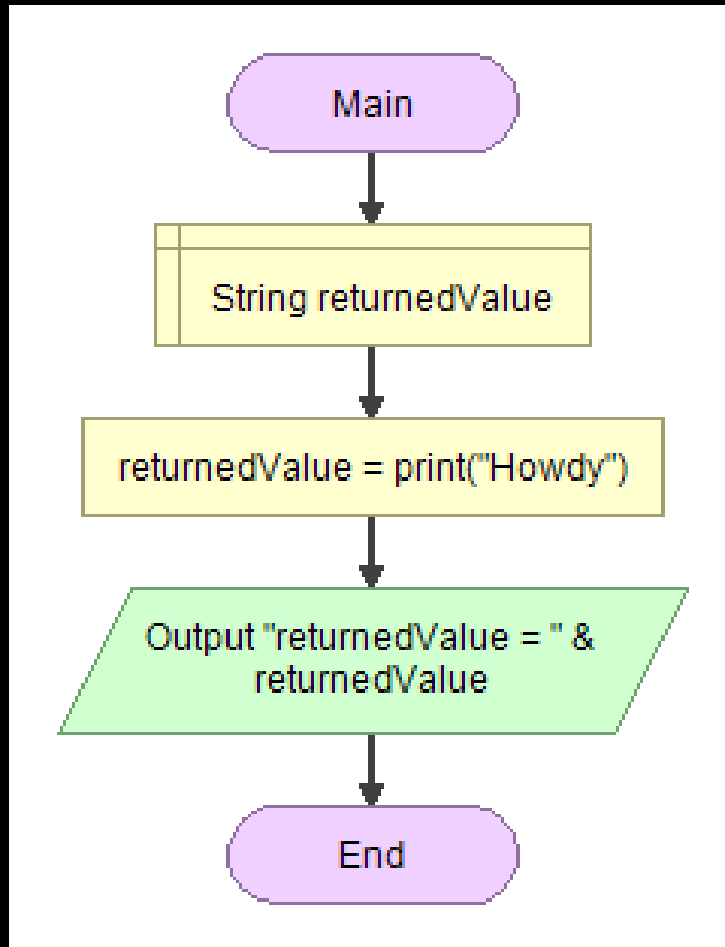 Main
String returnedValue
returnedValue = print("Howdy")
Output "returnedValue = " &
returnedValue
End